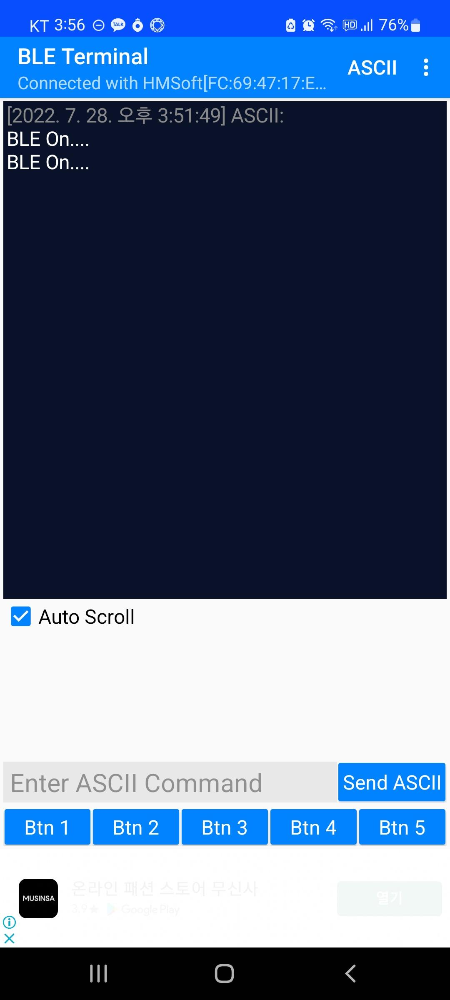 KT 3:56 TALK HD 76%
BLE Terminal
ASCII
Connected with HMSoft[FC:69:47:17:E...
[2022. 7. 28. 오후 3:51:49] ASCII:
BLE On....
BLE On....
Auto Scroll
Enter ASCII Command
Send ASCII
Btn 1
Btn 2
Btn 3
Btn 4
Btn 5
MUSINSA
온라인 패션 스토어 무신사
3.9★ Google Play
열기